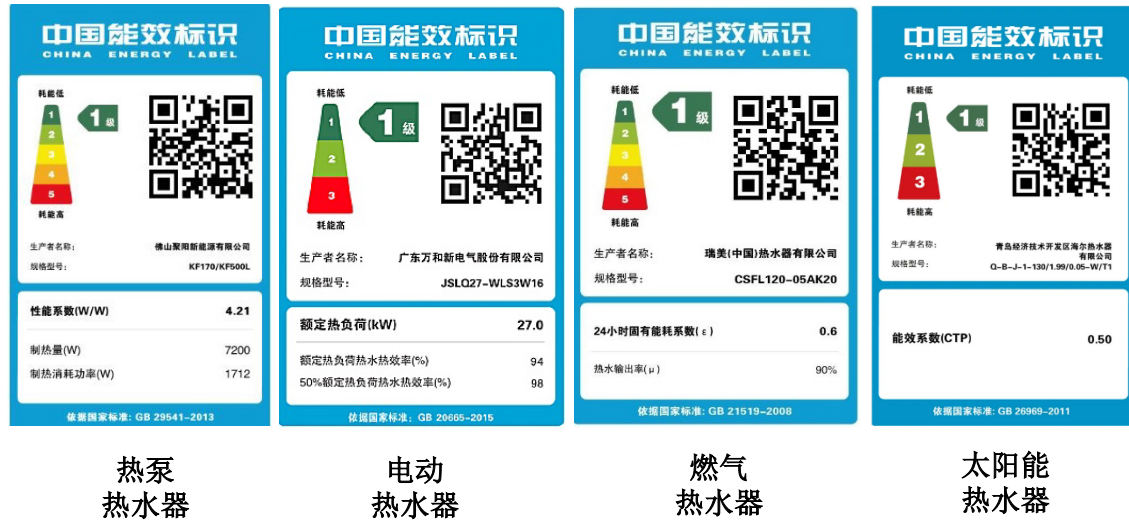 中国能效标识
CHINA ENERGY LABEL
耗能低
1
2
3
4
5
1级
耗能高
生产者名称: 佛山聚阳新能源有限公司
规格型号: KF170/KF500L
性能系数(W/W) 4.21
制热量(W) 7200
制热消耗功率(W) 1712
依据国家标准: GB 29541-2013
热泵
热水器
中国能效标识
CHINA ENERGY LABEL
耗能低
1
2
3
1级
耗能高
生产者名称: 广东万和新电气股份有限公司
规格型号: JSLQ27-WLS3W16
额定热负荷(kW) 27.0
额定热负荷热水热效率(%) 94
50%额定热负荷热水热效率(%) 98
依据国家标准: GB 20665-2015
电动
热水器
中国能效标识
CHINA ENERGY LABEL
耗能低
1
2
3
4
5
1级
耗能高
生产者名称: 瑞美(中国)热水器有限公司
规格型号: CSFL120-05AK20
24小时固有能耗系数(ε) 0.6
热水输出率(μ) 90%
依据国家标准: GB 21519-2008
燃气
热水器
中国能效标识
CHINA ENERGY LABEL
耗能低
1
2
3
1级
耗能高
生产者名称: 青岛经济技术开发区海尔热水器
有限公司
规格型号: Q-B-J-1-130/1.99/0.05-W/T1
能效系数(CTP) 0.50
依据国家标准: GB 26969-2011
太阳能
热水器